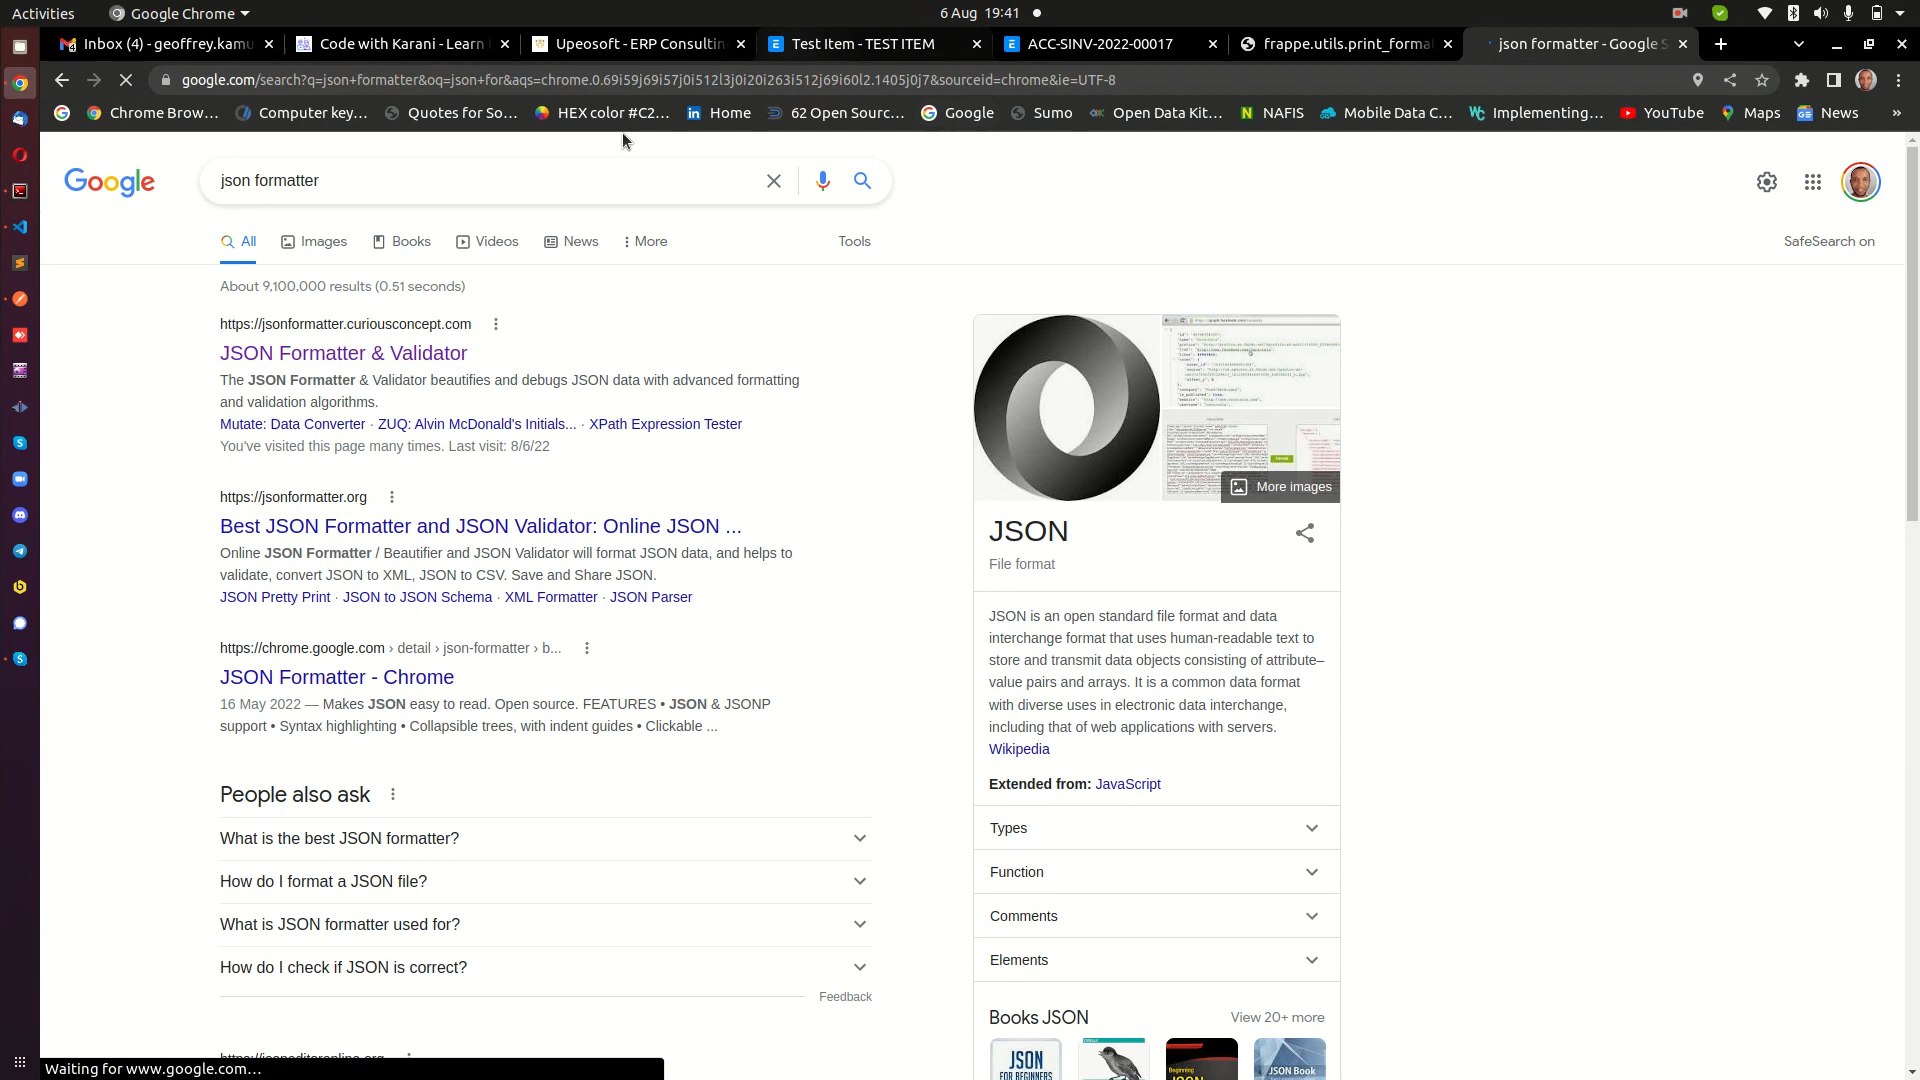 Activities
Google Chrome
6 Aug 19:41
Inbox (4) - geoffrey.kamu
Code with Karani - Learn
Upeosoft - ERP Consultin
Test Item - TEST ITEM
ACC-SINV-2022-00017
frappe.utils.print_forma
json formatter - Google S
google.com/search?q=json+formatter&oq=json+for&aqs=chrome.0.69i59j69i57j0i512l3j0i20i263i512j69i60l2.1405j0j7&sourceid=chrome&ie=UTF-8
Chrome Brow...
Computer key...
Quotes for So...
HEX color #C2...
Home
62 Open Sourc...
Google
Sumo
Open Data Kit...
NAFIS
Mobile Data C...
Implementing...
YouTube
Maps
News
»
Google
json formatter
All
Images
Books
Videos
News
More
Tools
SafeSearch on
About 9,100,000 results (0.51 seconds)
https://jsonformatter.curiousconcept.com
JSON Formatter & Validator
The JSON Formatter & Validator beautifies and debugs JSON data with advanced formatting
and validation algorithms.
Mutate: Data Converter · ZUQ: Alvin McDonald's Initials... · XPath Expression Tester
You've visited this page many times. Last visit: 8/6/22
https://jsonformatter.org
Best JSON Formatter and JSON Validator: Online JSON ...
Online JSON Formatter / Beautifier and JSON Validator will format JSON data, and helps to
validate, convert JSON to XML, JSON to CSV. Save and Share JSON.
JSON Pretty Print · JSON to JSON Schema · XML Formatter · JSON Parser
https://chrome.google.com › detail › json-formatter › b...
JSON Formatter - Chrome
16 May 2022 — Makes JSON easy to read. Open source. FEATURES • JSON & JSONP
support • Syntax highlighting • Collapsible trees, with indent guides • Clickable ...
People also ask
What is the best JSON formatter?
How do I format a JSON file?
What is JSON formatter used for?
How do I check if JSON is correct?
Feedback
More images
JSON
File format
JSON is an open standard file format and data
interchange format that uses human-readable text to
store and transmit data objects consisting of attribute–
value pairs and arrays. It is a common data format
with diverse uses in electronic data interchange,
including that of web applications with servers.
Wikipedia
Extended from: JavaScript
Types
Function
Comments
Elements
Books JSON
View 20+ more
JSON
FOR BEGINNERS
Beginning
JSON
JSON Book
Waiting for www.google.com...